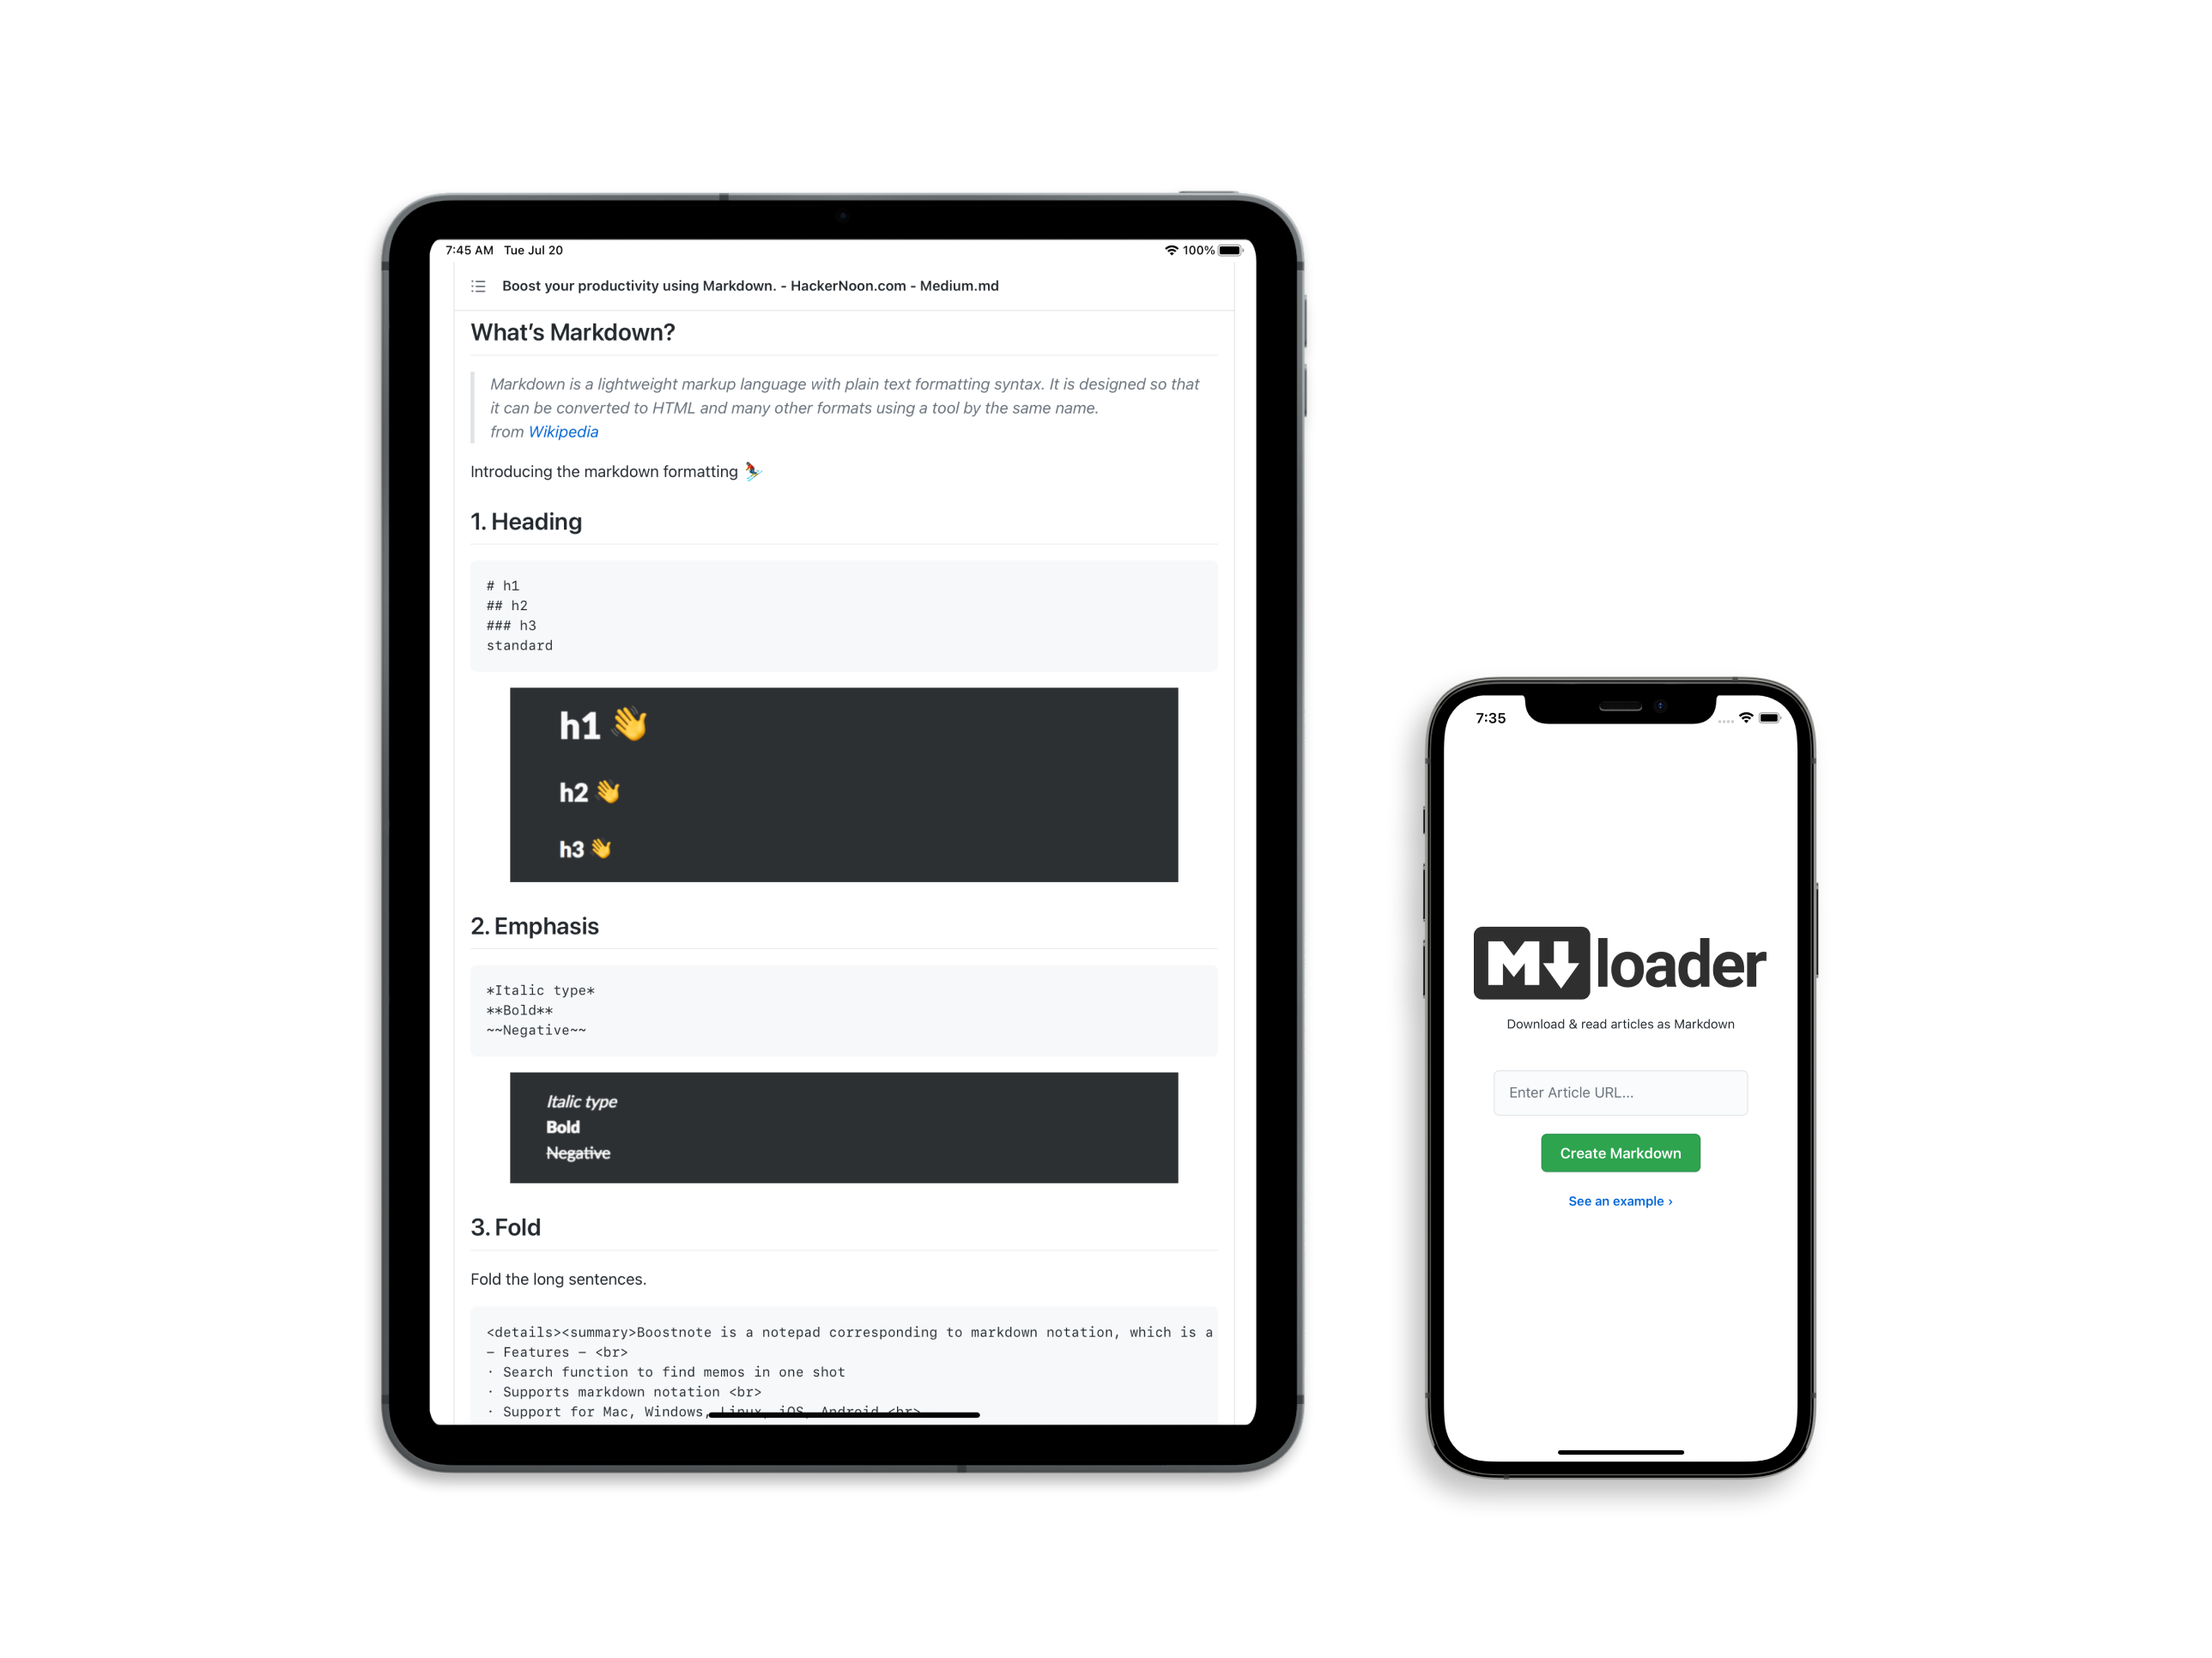 7:45 AM Tue Jul 20
100%
Boost your productivity using Markdown. - HackerNoon.com - Medium.md
What's Markdown?
Markdown is a lightweight markup language with plain text formatting syntax. It is designed so that
it can be converted to HTML and many other formats using a tool by the same name.
from Wikipedia
Introducing the markdown formatting ⛷️
1. Heading
# h1
## h2
### h3
standard
h1 👋
h2 👋
h3 👋
2. Emphasis
*Italic type*
**Bold**
~~Negative~~
Italic type
Bold
Negative
3. Fold
Fold the long sentences.
<details><summary>Boostnote is a notepad corresponding to markdown notation, which is a
— Features — <br>
· Search function to find memos in one shot
· Supports markdown notation <br>
· Support for Mac, Windows, Linux, iOS, Android <br>
7:35
M↓loader
Download & read articles as Markdown
Enter Article URL...
Create Markdown
See an example ›